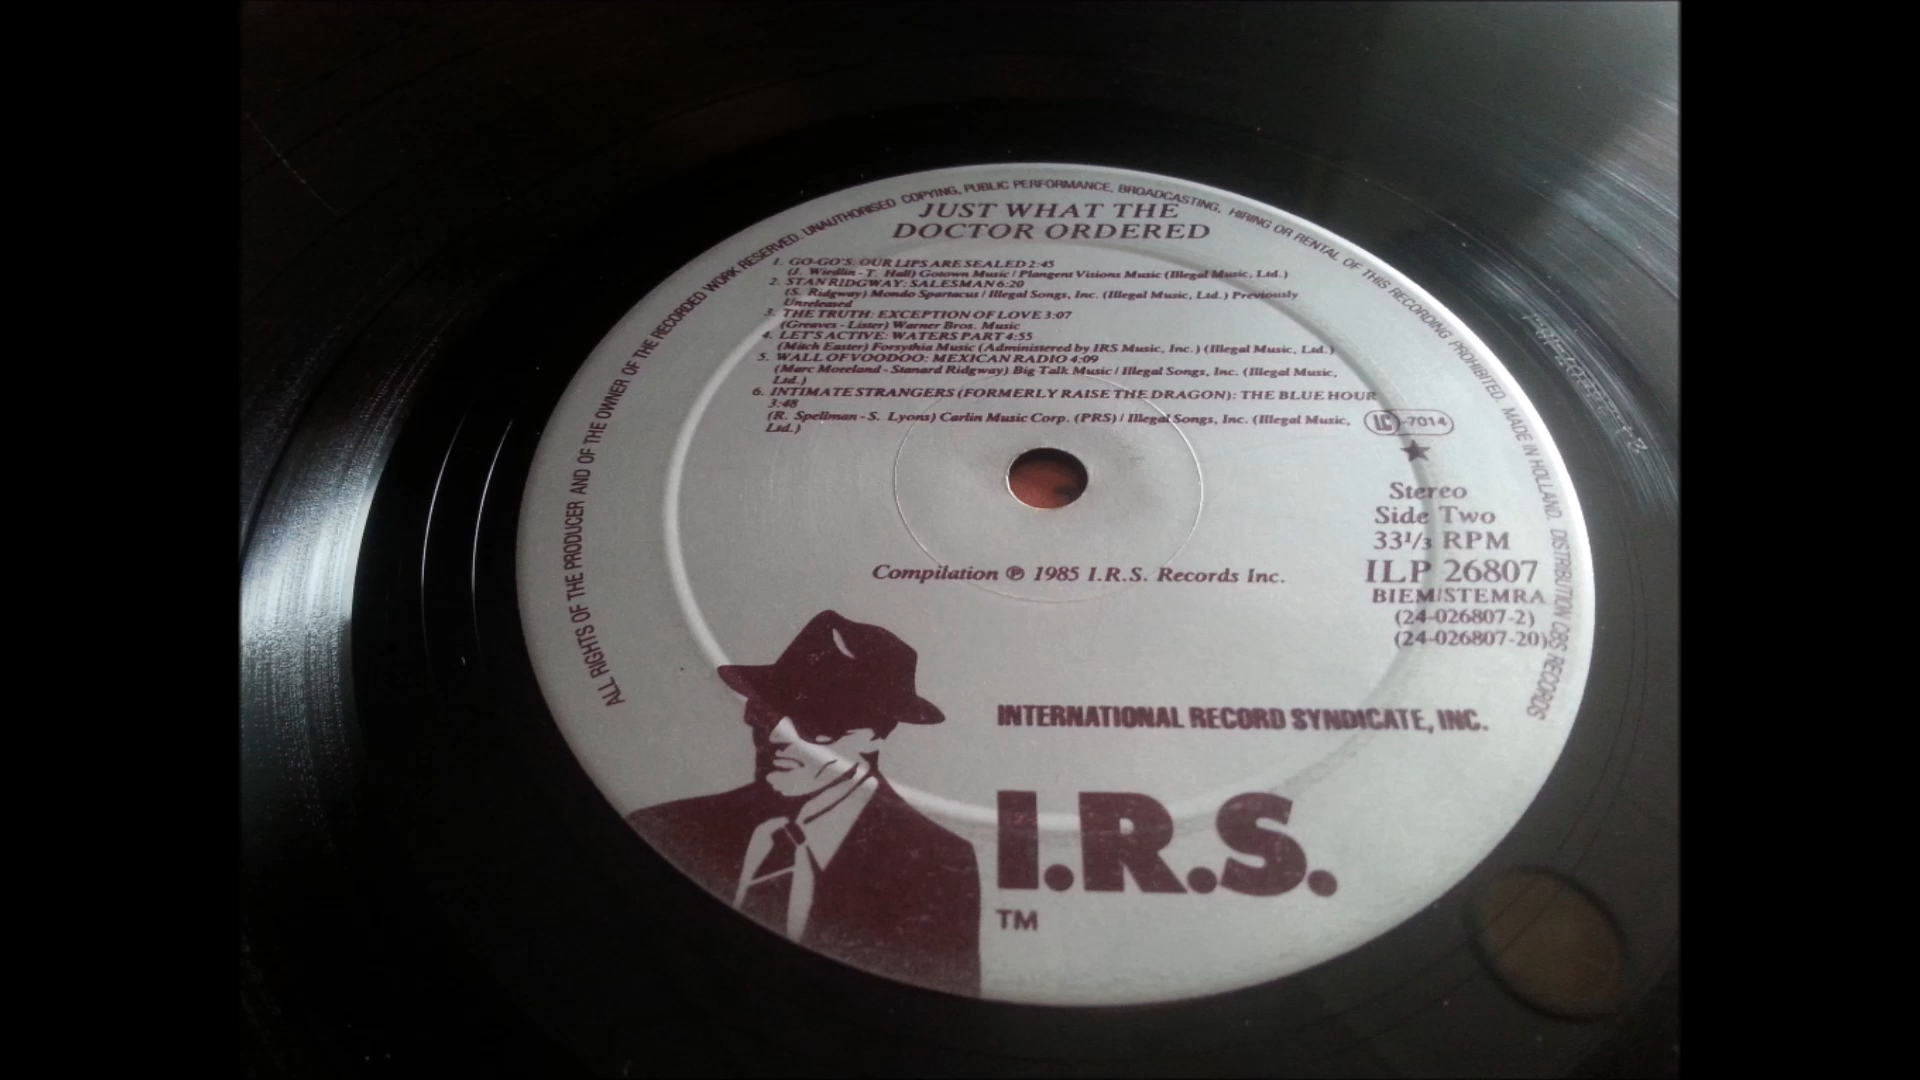 ALL RIGHTS OF THE PRODUCER AND OF THE OWNER OF THE RECORDED WORK RESERVED. UNAUTHORISED COPYING, PUBLIC PERFORMANCE, BROADCASTING, HIRING OR RENTAL OF THIS RECORDING PROHIBITED. MADE IN HOLLAND. DISTRIBUTION CBS RECORDS
JUST WHAT THE
DOCTOR ORDERED
1. GO-GO'S: OUR LIPS ARE SEALED 2:45
(J. Wiedlin - T. Hall) Gotown Music / Plangent Visions Music (Illegal Music, Ltd.)
2. STAN RIDGWAY: SALESMAN 6:20
(S. Ridgway) Mondo Spartacus / Illegal Songs, Inc. (Illegal Music, Ltd.) Previously
Unreleased
3. THE TRUTH: EXCEPTION OF LOVE 3:07
(Greaves - Lister) Warner Bros. Music
4. LET'S ACTIVE: WATERS PART 4:55
(Mitch Easter) Forsythia Music (Administered by IRS Music, Inc.) (Illegal Music, Ltd.)
5. WALL OF VOODOO: MEXICAN RADIO 4:09
(Marc Moreland - Stanard Ridgway) Big Talk Music / Illegal Songs, Inc. (Illegal Music,
Ltd.)
6. INTIMATE STRANGERS (FORMERLY RAISE THE DRAGON): THE BLUE HOUR
3:48
(R. Spellman - S. Lyons) Carlin Music Corp. (PRS) / Illegal Songs, Inc. (Illegal Music,
Ltd.)
LC-7014
Stereo
Side Two
33 1/3 RPM
ILP 26807
BIEM/STEMRA
(24-026807-2)
(24-026807-20)
Compilation ℗ 1985 I.R.S. Records Inc.
INTERNATIONAL RECORD SYNDICATE, INC.
I.R.S.
TM